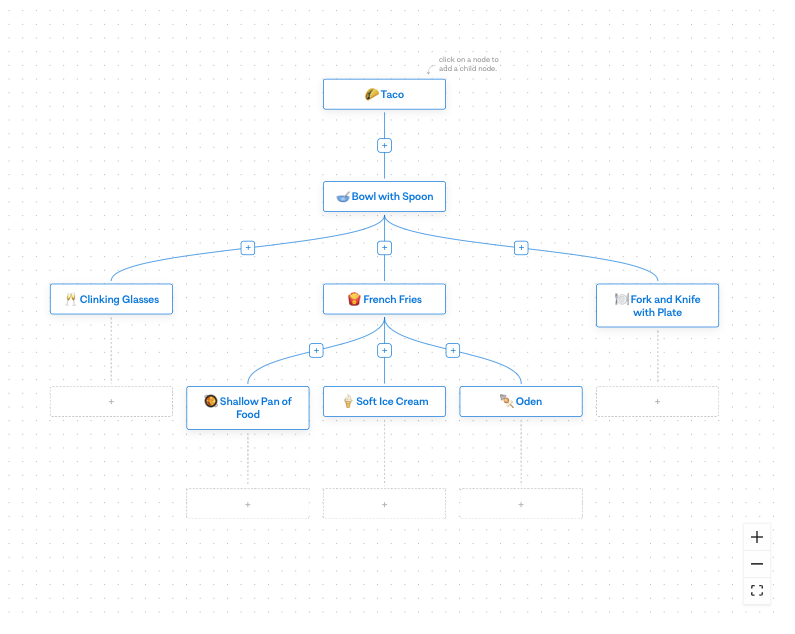 click on a node to
add a child node.
🌮 Taco
+
🥣 Bowl with Spoon
+ + +
🥂 Clinking Glasses
🍟 French Fries
🍽️ Fork and Knife
with Plate
+ + +
+
🥘 Shallow Pan of
Food
🍦 Soft Ice Cream
🍢 Oden
+
+ + +